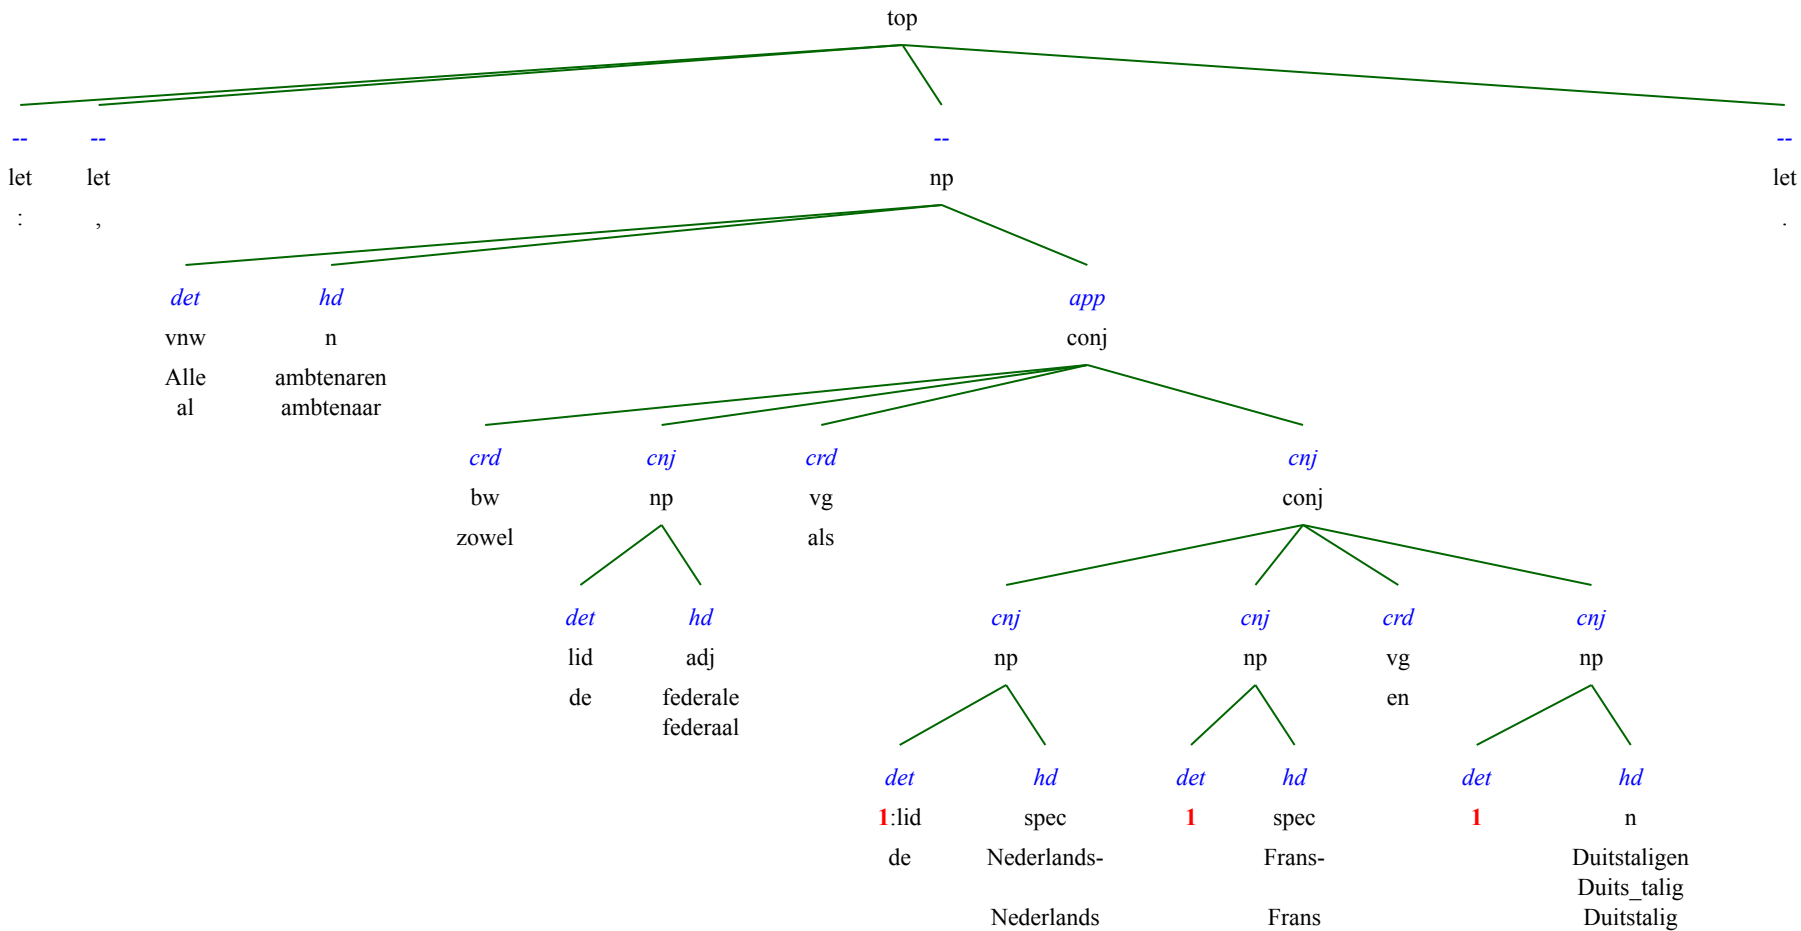 top
-- -- -- --
let let np let
: , .
det hd app
vnw n conj
Alle ambtenaren
al ambtenaar
crd cnj crd cnj
bw np vg conj
zowel als
det hd cnj cnj crd cnj
lid adj np np vg np
de federale en
federaal
det hd det hd det hd
1:lid spec 1 spec 1 n
de Nederlands- Frans- Duitstaligen
Duits_talig
Nederlands Frans Duitstalig